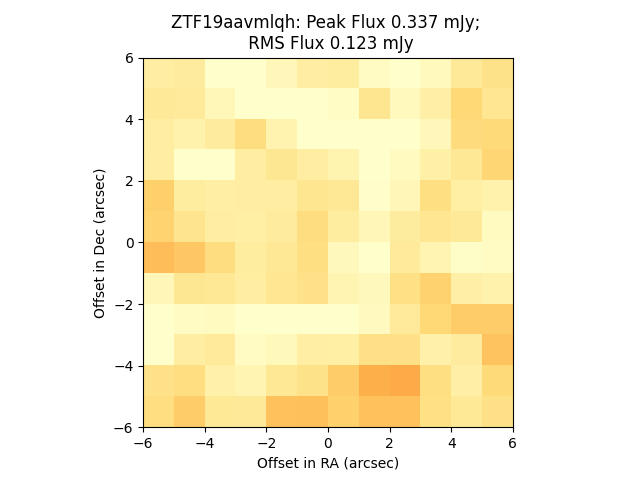 ZTF19aavmlqh: Peak Flux 0.337 mJy;
RMS Flux 0.123 mJy
6
4
2
0
−2
−4
−6
Offset in Dec (arcsec)
−6 −4 −2 0 2 4 6
Offset in RA (arcsec)